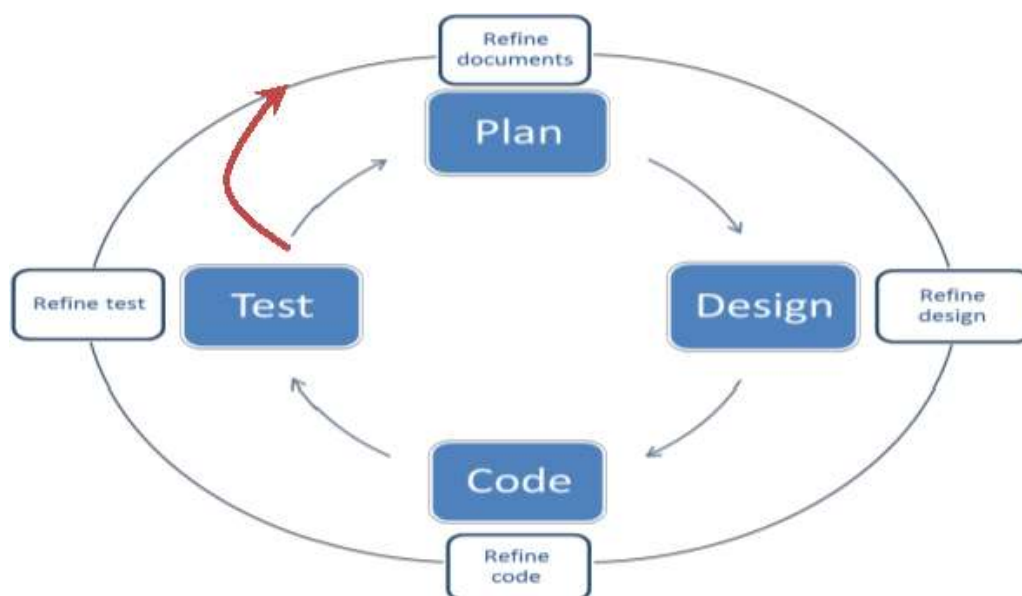 Refine
documents
Plan
Refine test
Test
Design
Refine
design
Code
Refine
code